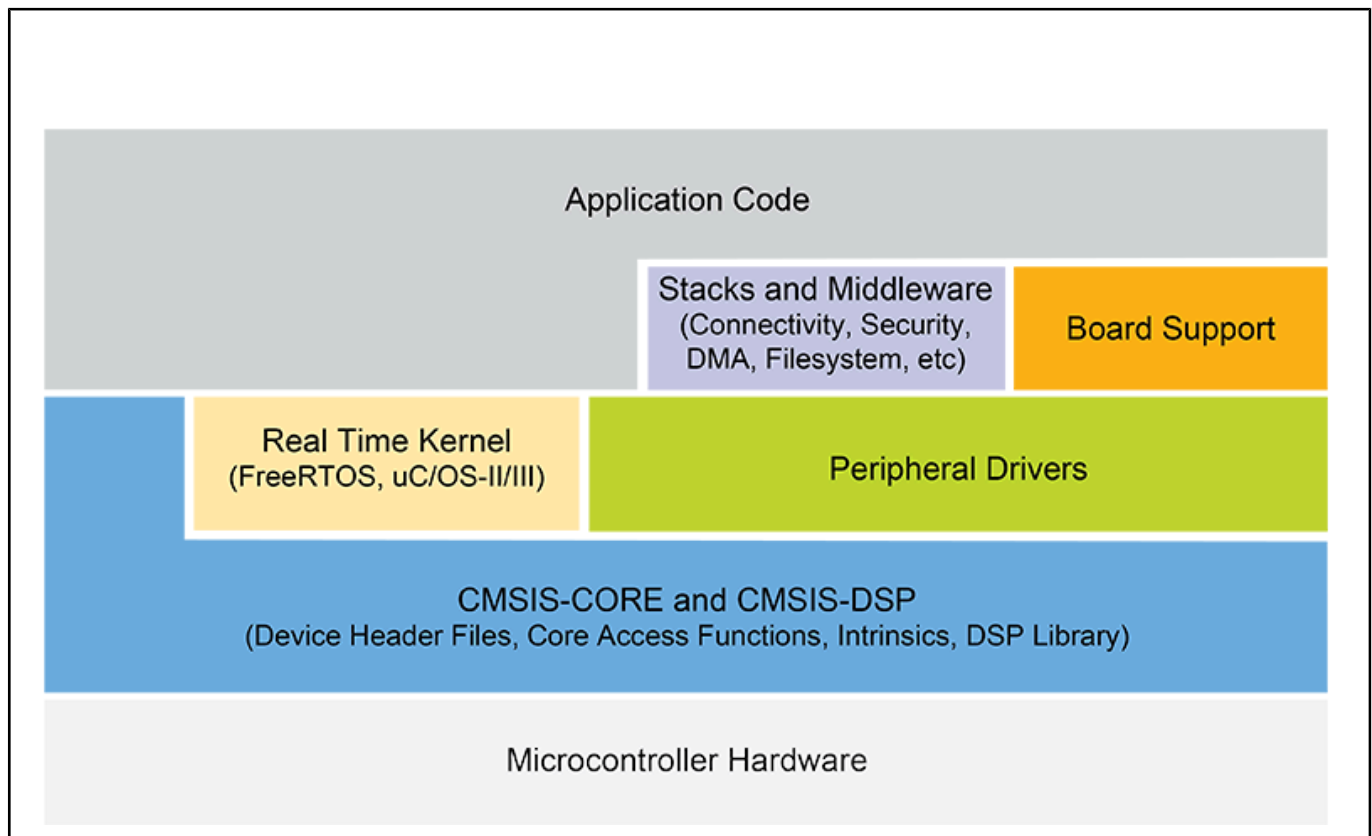 Application Code
Stacks and Middleware
(Connectivity, Security,
DMA, Filesystem, etc)
Board Support
Real Time Kernel
(FreeRTOS, uC/OS-II/III)
Peripheral Drivers
CMSIS-CORE and CMSIS-DSP
(Device Header Files, Core Access Functions, Intrinsics, DSP Library)
Microcontroller Hardware